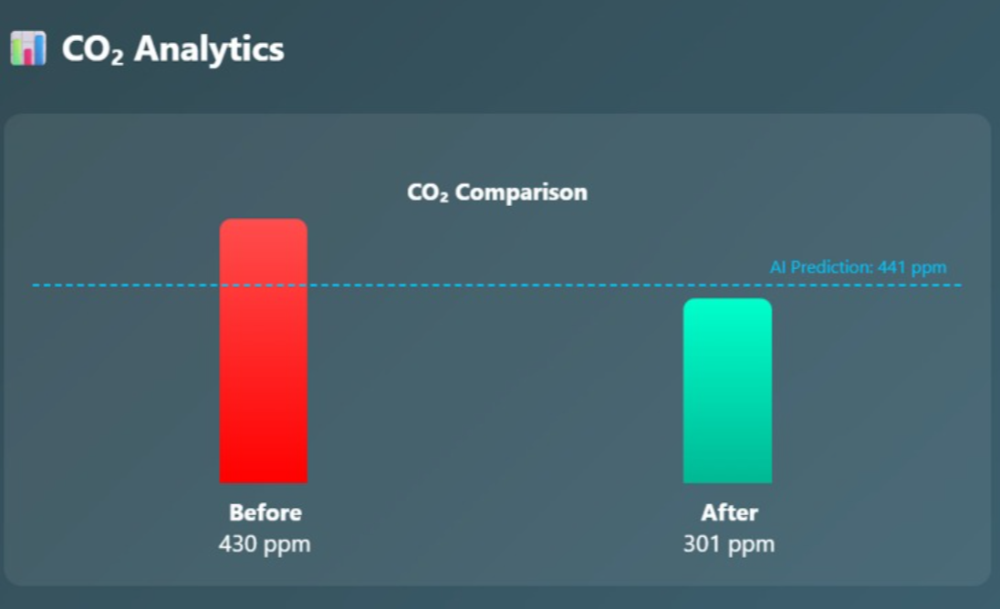 CO₂ Analytics
CO₂ Comparison
AI Prediction: 441 ppm
Before
430 ppm
After
301 ppm